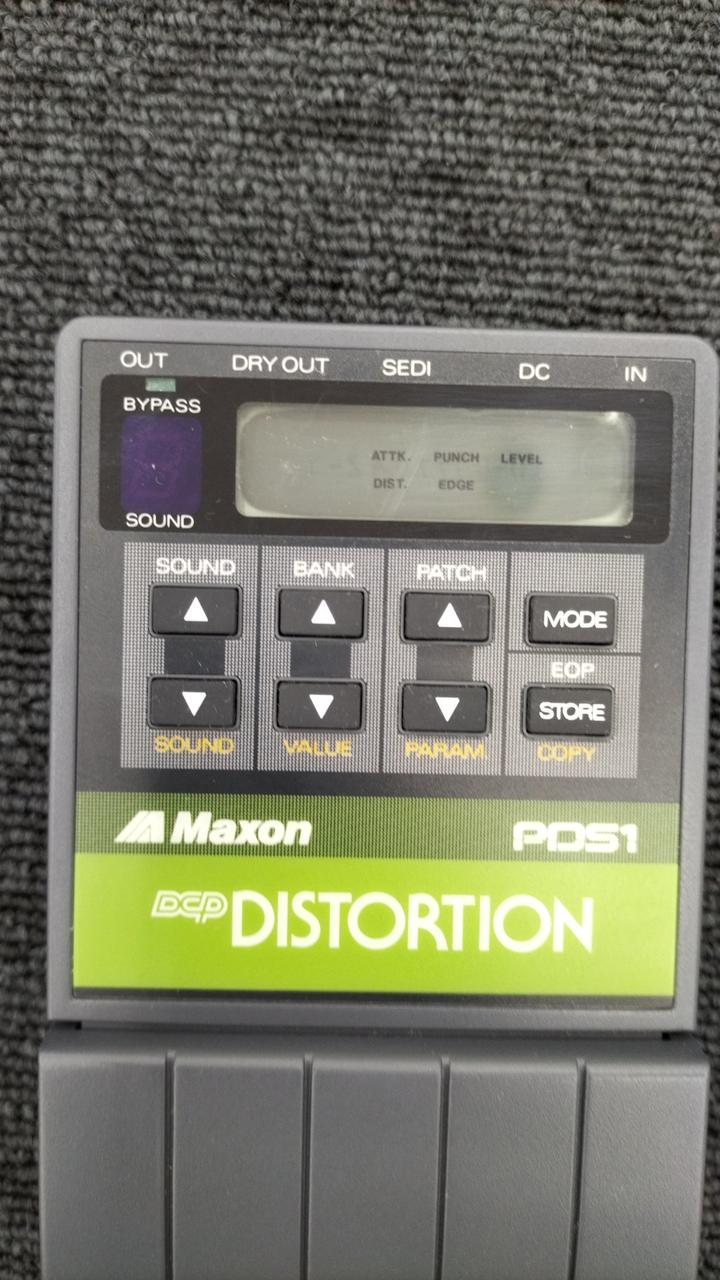 OUT DRY OUT SEDI DC IN
BYPASS
SOUND
ATTK. PUNCH LEVEL
DIST. EDGE
SOUND BANK PATCH
MODE
EOP
STORE
SOUND VALUE PARAM COPY
Maxon PDS1
DCP DISTORTION